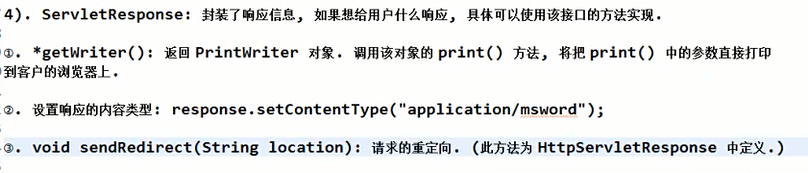 4). ServletResponse: 封装了响应信息, 如果想给用户什么响应, 具体可以使用该接口的方法实现.
①. *getWriter(): 返回 PrintWriter 对象. 调用该对象的 print() 方法, 将把 print() 中的参数直接打印
到客户的浏览器上.
②. 设置响应的内容类型: response.setContentType("application/msword");
③. void sendRedirect(String location): 请求的重定向. (此方法为 HttpServletResponse 中定义.)